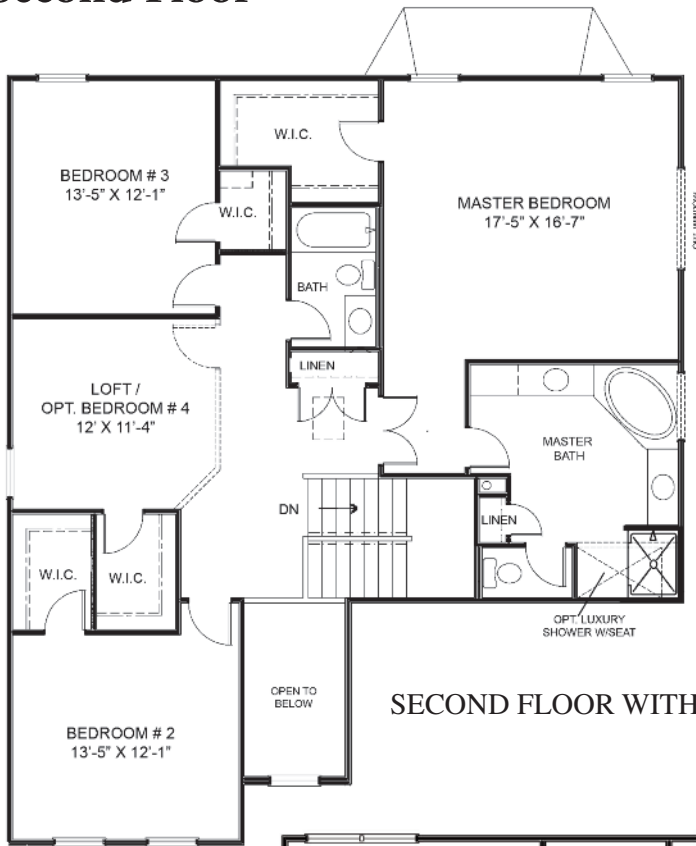 Second Floor
W.I.C.
BEDROOM # 3
13'-5" X 12'-1"
W.I.C.
MASTER BEDROOM
17'-5" X 16'-7"
BATH
LINEN
LOFT /
OPT. BEDROOM # 4
12' X 11'-4"
MASTER
BATH
DN
LINEN
W.I.C.
W.I.C.
OPT. LUXURY
SHOWER W/SEAT
OPEN TO
BELOW
SECOND FLOOR WITH
BEDROOM # 2
13'-5" X 12'-1"